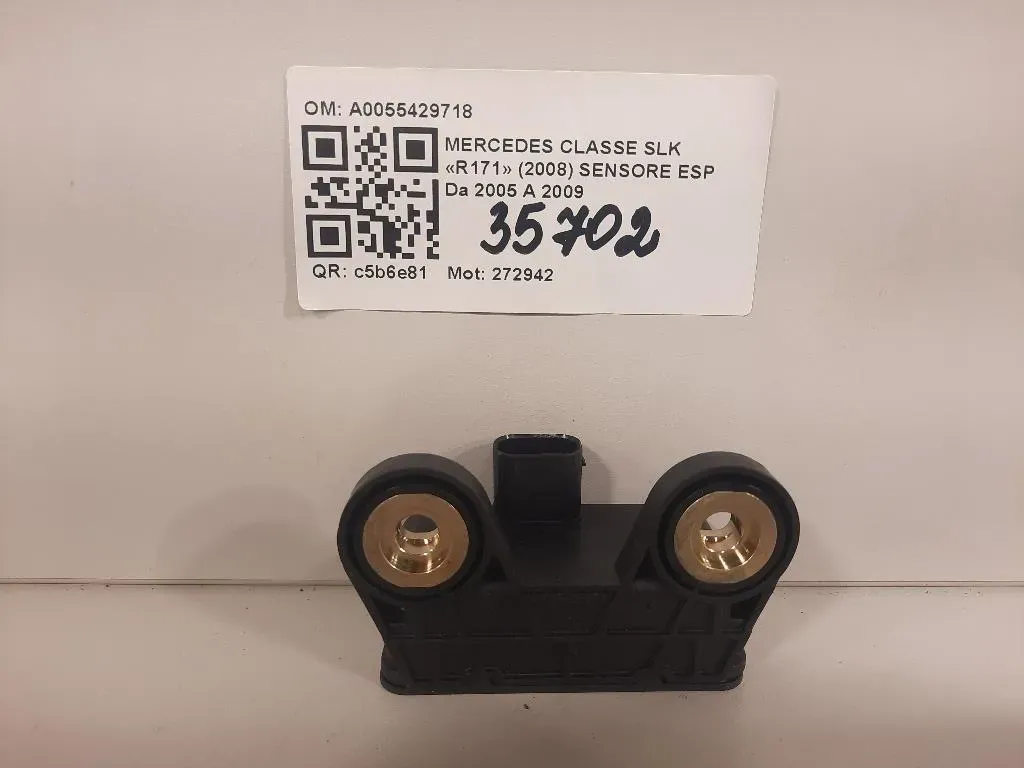 OM: A0055429718
MERCEDES CLASSE SLK
«R171» (2008) SENSORE ESP
Da 2005 A 2009
35702
QR: c5b6e81 Mot: 272942